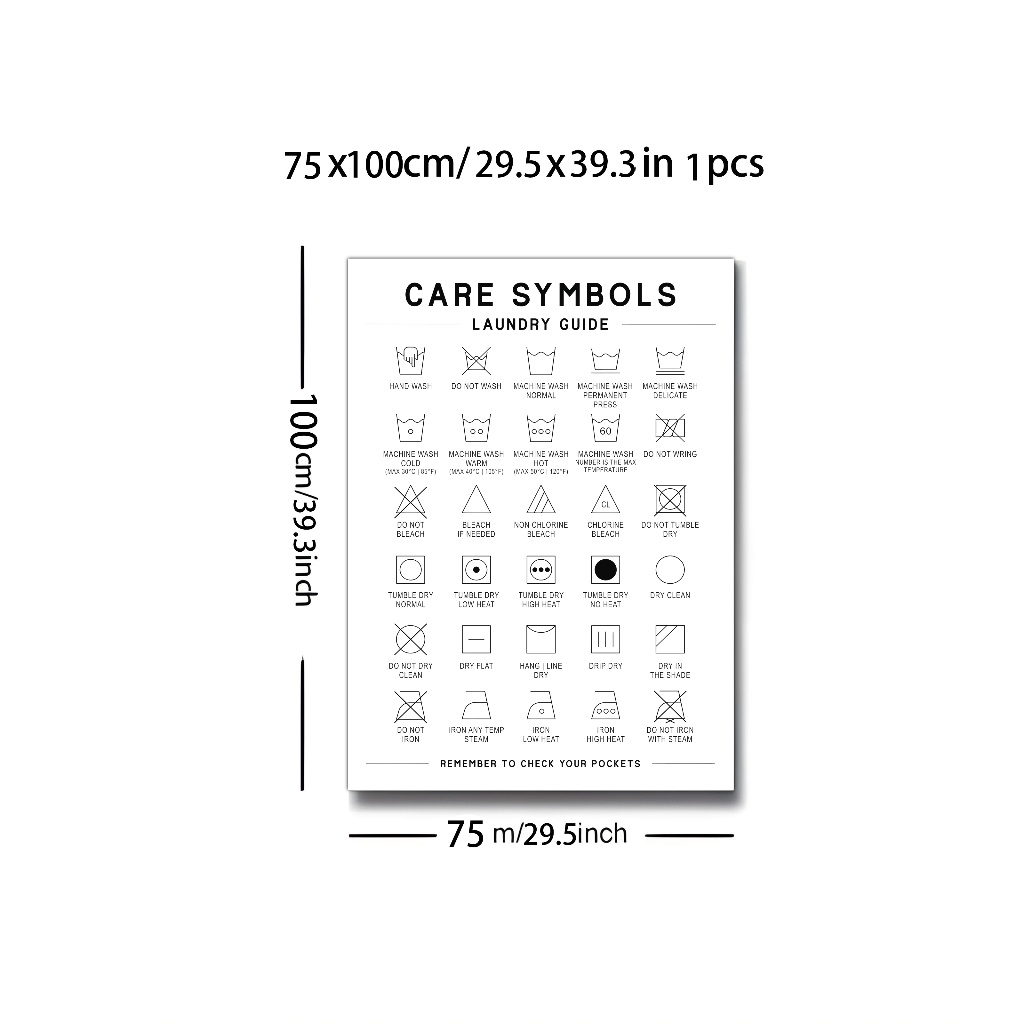 75x100cm/ 29.5x39.3in 1pcs
100cm/39.3inch
CARE SYMBOLS
LAUNDRY GUIDE
HAND WASH
DO NOT WASH
MACHINE WASH
NORMAL
MACHINE WASH
PERMANENT
PRESS
MACHINE WASH
DELICATE
60
MACHINE WASH
COLD
(MAX 30°C | 85°F)
MACHINE WASH
WARM
(MAX 40°C | 105°F)
MACHINE WASH
HOT
(MAX 50°C | 120°F)
MACHINE WASH
NUMBER IS THE MAX
TEMPERATURE
DO NOT WRING
CL
DO NOT
BLEACH
BLEACH
IF NEEDED
NON CHLORINE
BLEACH
CHLORINE
BLEACH
DO NOT TUMBLE
DRY
TUMBLE DRY
NORMAL
TUMBLE DRY
LOW HEAT
TUMBLE DRY
HIGH HEAT
TUMBLE DRY
NO HEAT
DRY CLEAN
DO NOT DRY
CLEAN
DRY FLAT
HANG | LINE
DRY
DRIP DRY
DRY IN
THE SHADE
DO NOT
IRON
IRON ANY TEMP
STEAM
IRON
LOW HEAT
IRON
HIGH HEAT
DO NOT IRON
WITH STEAM
REMEMBER TO CHECK YOUR POCKETS
75 m/29.5inch